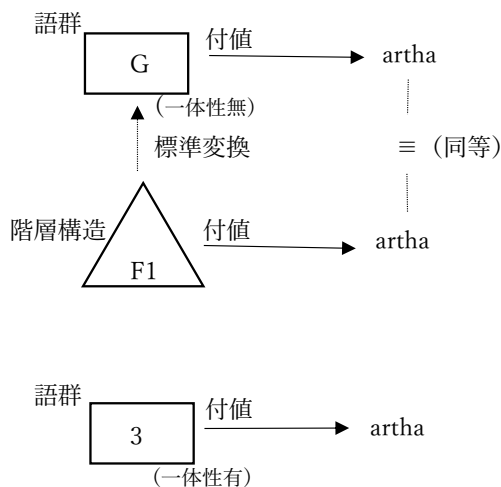 語群
付値
G
artha
(一体性無)
標準変換
≡ (同等)
階層構造
付値
F1
artha
語群
付値
3
artha
(一体性有)